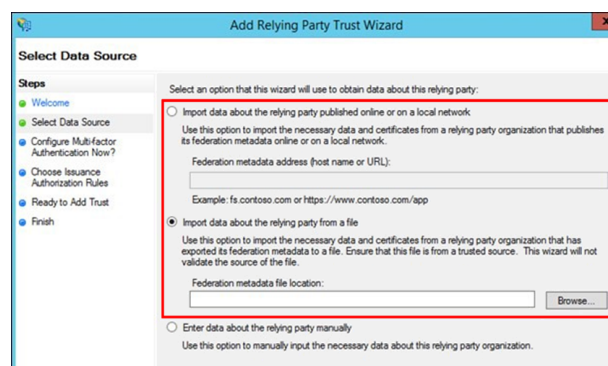 Add Relying Party Trust Wizard
x
Select Data Source
Steps
Welcome
Select Data Source
Configure Multi-factor
Authentication Now?
Choose Issuance
Authorization Rules
Ready to Add Trust
Finish
Select an option that this wizard will use to obtain data about this relying party:
Import data about the relying party published online or on a local network
Use this option to import the necessary data and certificates from a relying party organization that publishes
its federation metadata online or on a local network.
Federation metadata address (host name or URL):
Example: fs.contoso.com or https://www.contoso.com/app
Import data about the relying party from a file
Use this option to import the necessary data and certificates from a relying party organization that has
exported its federation metadata to a file. Ensure that this file is from a trusted source. This wizard will not
validate the source of the file.
Federation metadata file location:
Browse...
Enter data about the relying party manually
Use this option to manually input the necessary data about this relying party organization.